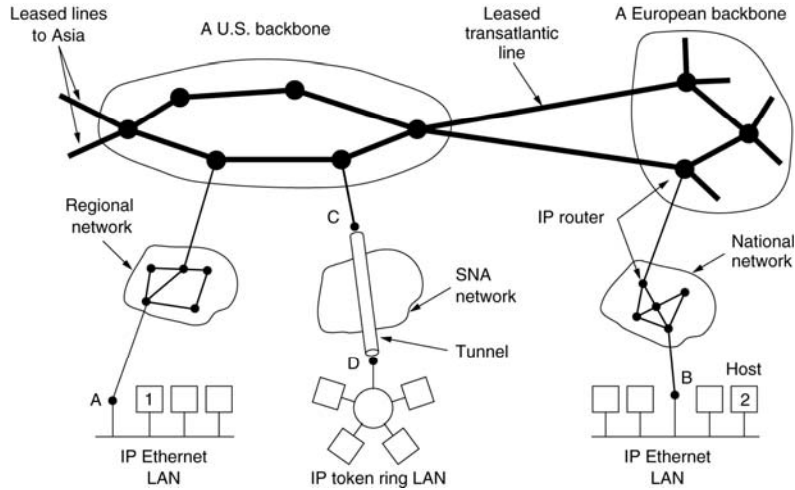 Leased lines
to Asia
A U.S. backbone
Leased
transatlantic
line
A European backbone
Regional
network
C
SNA
network
IP router
National
network
Tunnel
D
A
1
B
Host
2
IP Ethernet
LAN
IP token ring LAN
IP Ethernet
LAN